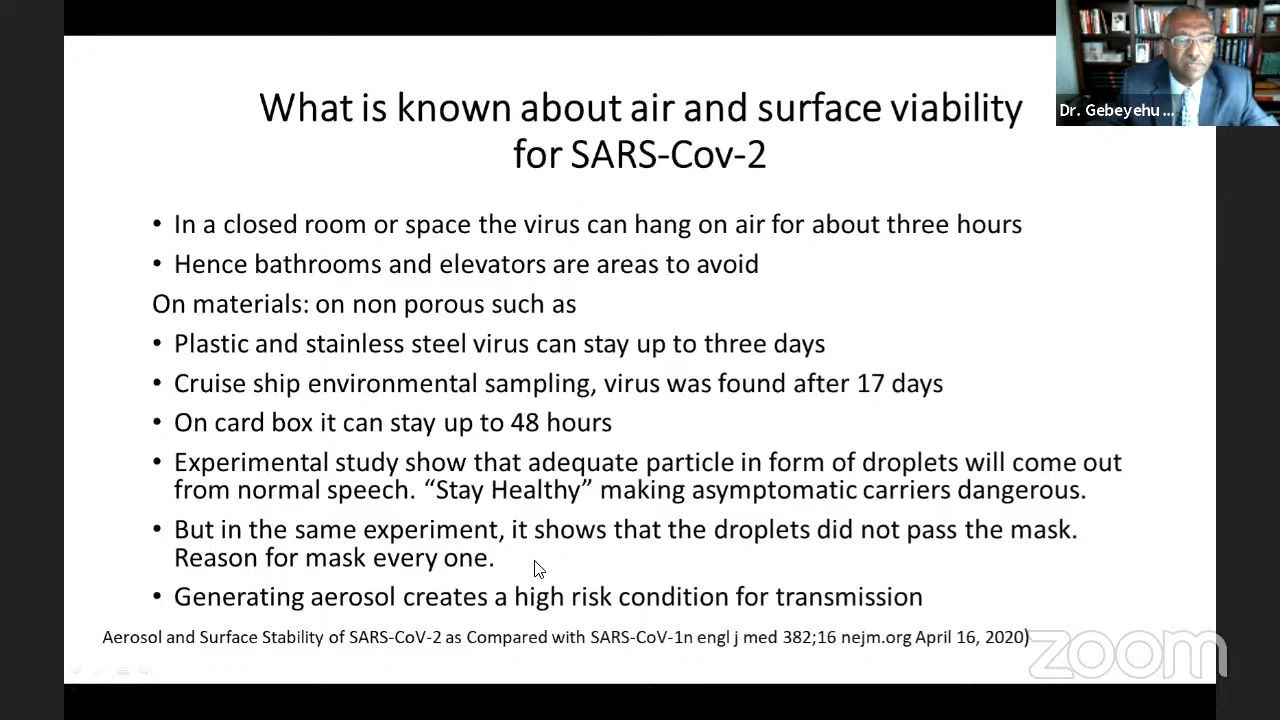 What is known about air and surface viability
for SARS-Cov-2
Dr. Gebeyehu ...
• In a closed room or space the virus can hang on air for about three hours
• Hence bathrooms and elevators are areas to avoid
On materials: on non porous such as
• Plastic and stainless steel virus can stay up to three days
• Cruise ship environmental sampling, virus was found after 17 days
• On card box it can stay up to 48 hours
• Experimental study show that adequate particle in form of droplets will come out
from normal speech. “Stay Healthy” making asymptomatic carriers dangerous.
• But in the same experiment, it shows that the droplets did not pass the mask.
Reason for mask every one.
• Generating aerosol creates a high risk condition for transmission
Aerosol and Surface Stability of SARS-CoV-2 as Compared with SARS-CoV-1n engl j med 382;16 nejm.org April 16, 2020)
zoom